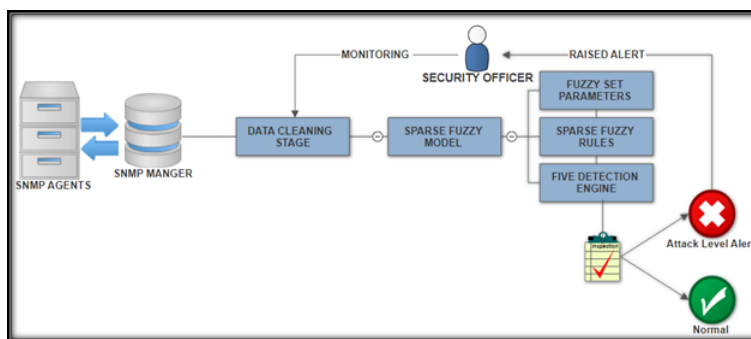 MONITORING
RAISED ALERT
SECURITY OFFICER
FUZZY SET
PARAMETERS
DATA CLEANING
STAGE
SPARSE FUZZY
MODEL
SPARSE FUZZY
RULES
SNMP AGENTS
SNMP MANGER
FIVE DETECTION
ENGINE
Inspection
Attack Level Aler
Normal